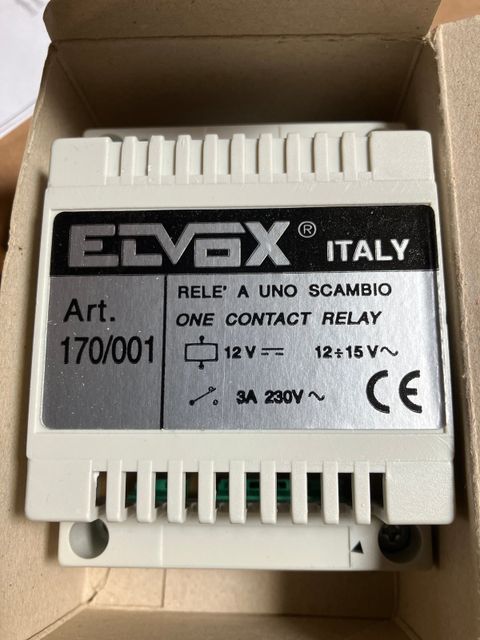 ELVOX ® ITALY
Art.
170/001
RELE' A UNO SCAMBIO
ONE CONTACT RELAY
12 V ⎓ 12÷15 V~
3A 230V~
CE